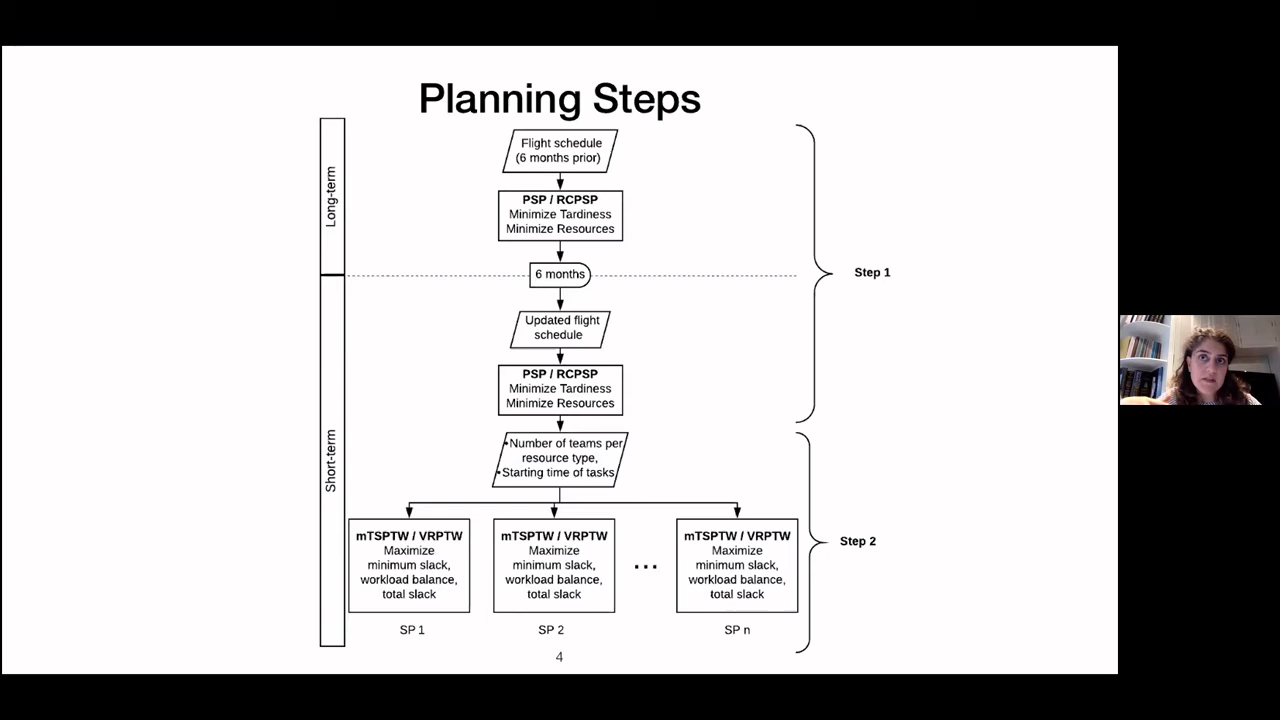 Planning Steps
Long-term
Flight schedule
(6 months prior)
PSP / RCPSP
Minimize Tardiness
Minimize Resources
6 months
Step 1
Short-term
Updated flight
schedule
PSP / RCPSP
Minimize Tardiness
Minimize Resources
•Number of teams per
resource type,
•Starting time of tasks
mTSPTW / VRPTW
Maximize
minimum slack,
workload balance,
total slack
SP 1
mTSPTW / VRPTW
Maximize
minimum slack,
workload balance,
total slack
SP 2
...
mTSPTW / VRPTW
Maximize
minimum slack,
workload balance,
total slack
SP n
Step 2
4